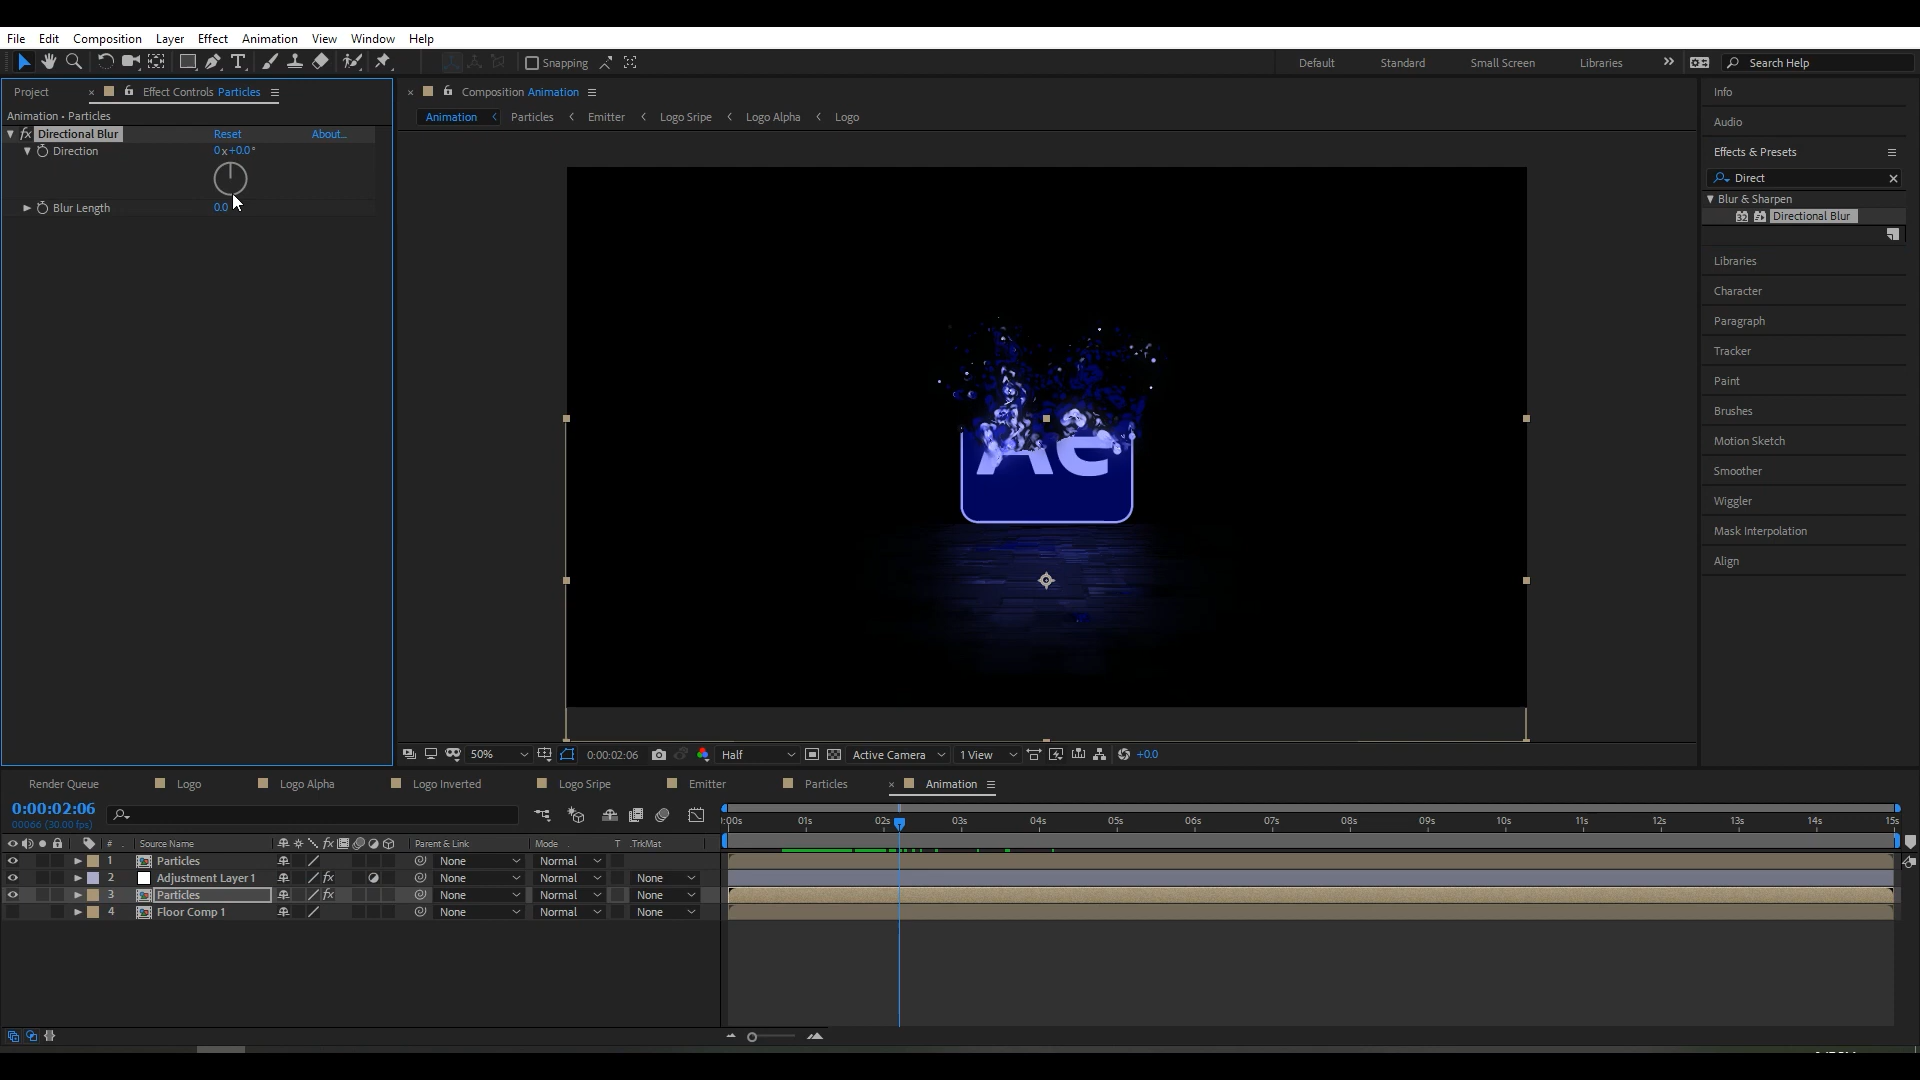 File Edit Composition Layer Effect Animation View Window Help
Snapping Default Standard Small Screen Libraries Search Help
Project Effect Controls Particles
Animation • Particles
fx Directional Blur Reset About...
Direction 0x+0.0°
Blur Length 0.0
Composition Animation
Animation Particles Emitter Logo Sripe Logo Alpha Logo
Ae
50% 0:00:02:06 Half Active Camera 1 View +0.0
Info
Audio
Effects & Presets
Direct
Blur & Sharpen
32 Directional Blur
Libraries
Character
Paragraph
Tracker
Paint
Brushes
Motion Sketch
Smoother
Wiggler
Mask Interpolation
Align
Render Queue Logo Logo Alpha Logo Inverted Logo Sripe Emitter Particles Animation
0:00:02:06
00066 (30.00 fps)
# Source Name fx Parent & Link Mode T .TrkMat
1 Particles None Normal
2 Adjustment Layer 1 fx None Normal None
3 Particles fx None Normal None
4 Floor Comp 1 None Normal None
):00s 01s 02s 03s 04s 05s 06s 07s 08s 09s 10s 11s 12s 13s 14s 15s